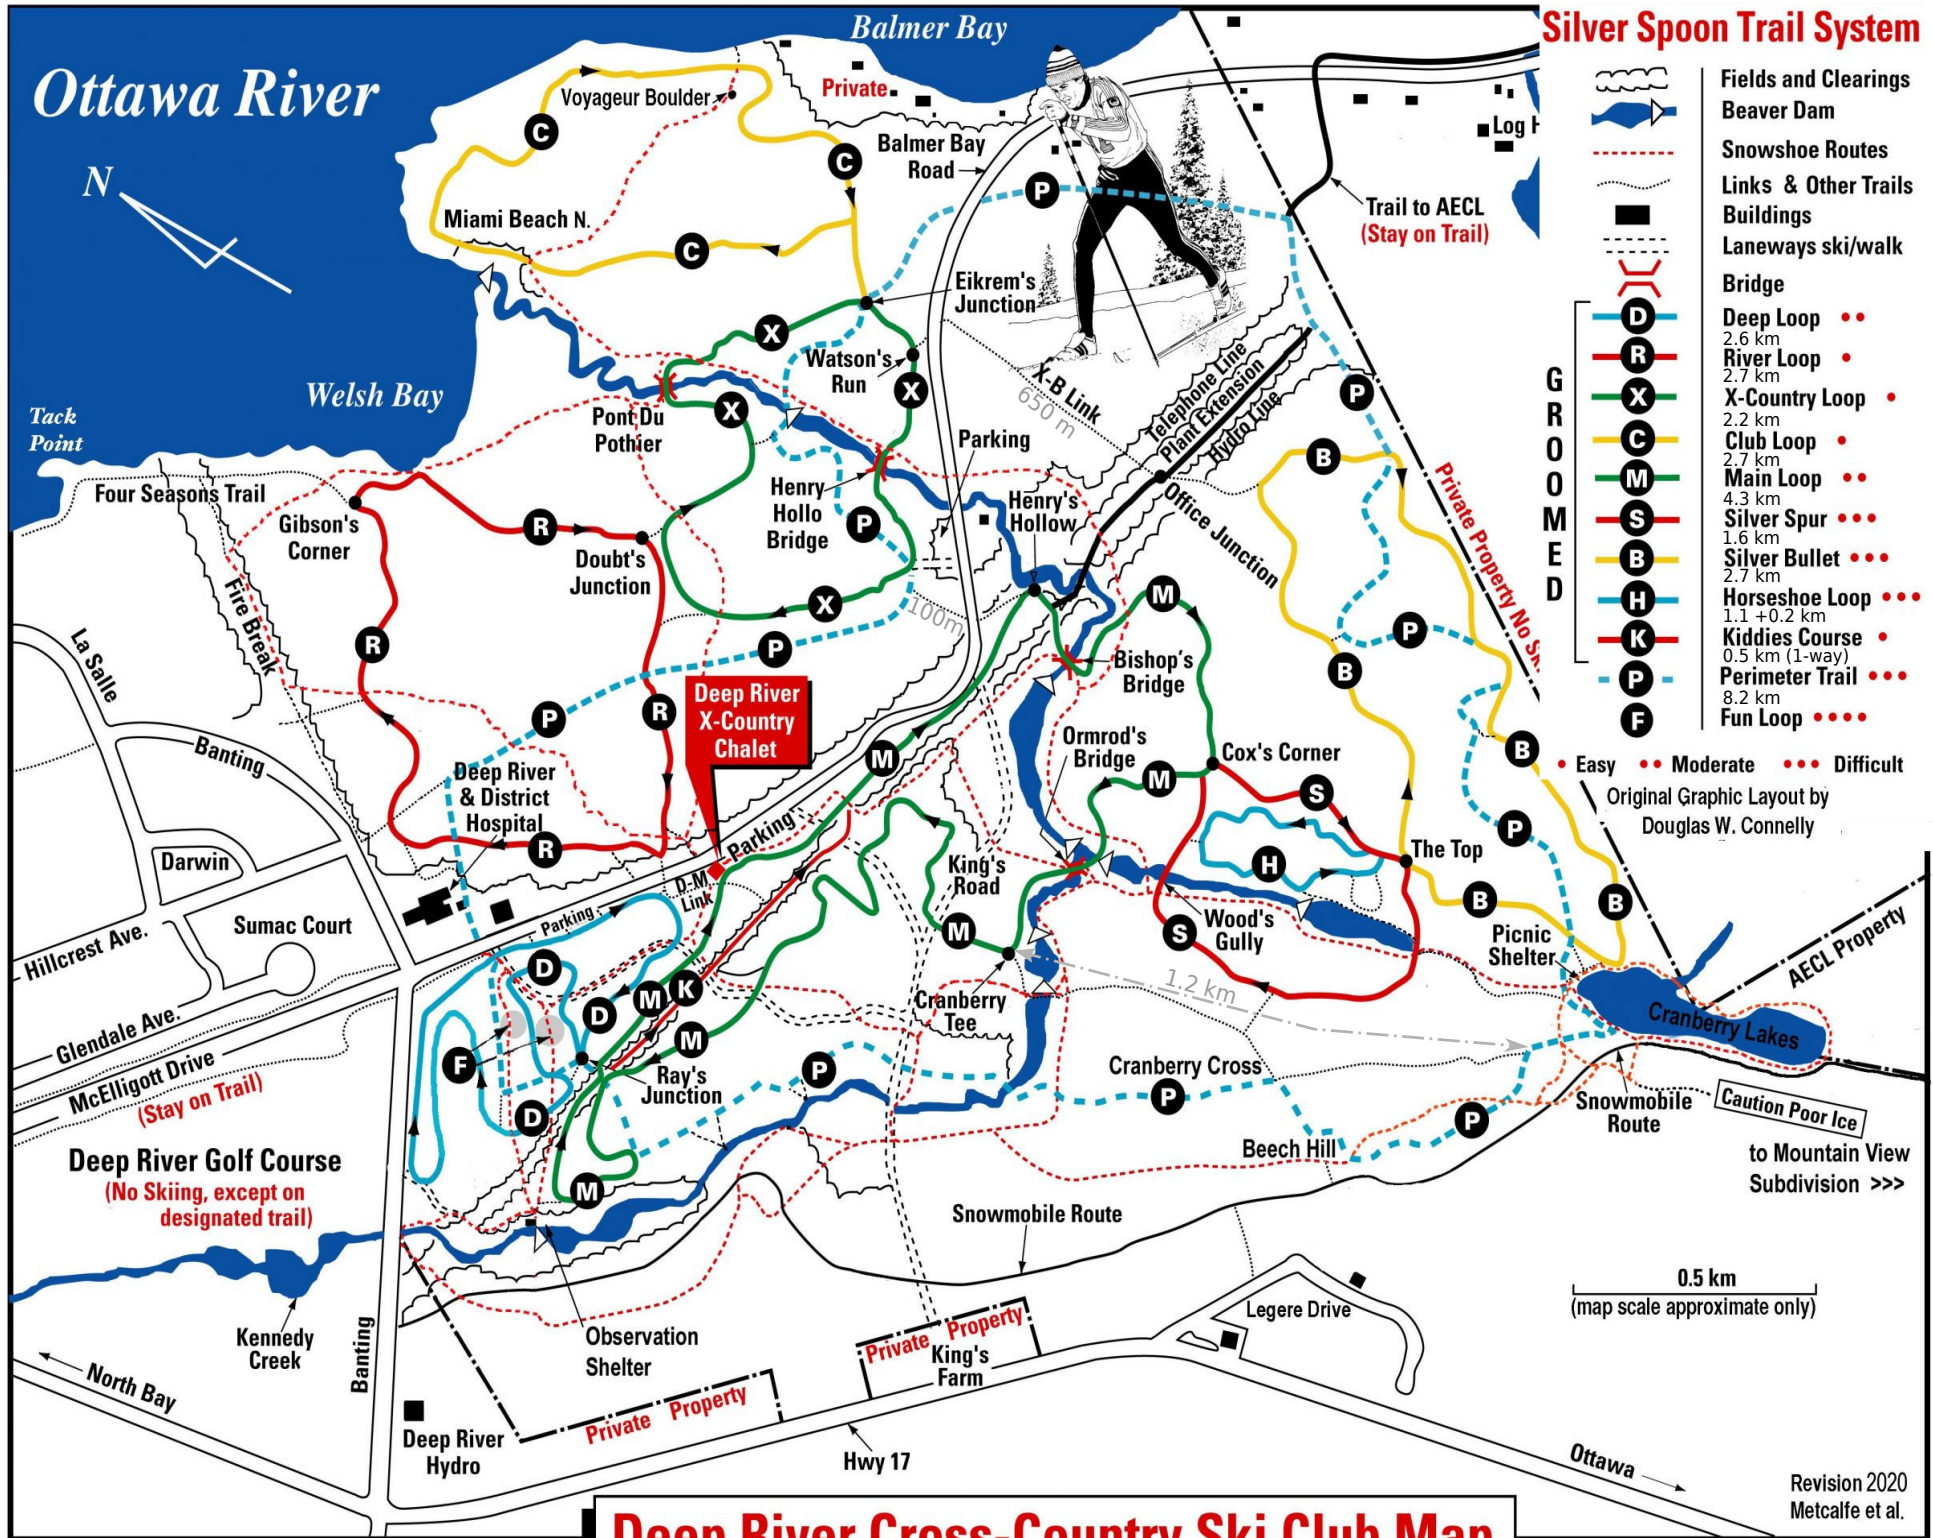 Silver Spoon Trail System
Fields and Clearings
Beaver Dam
Snowshoe Routes
Links & Other Trails
Buildings
Laneways ski/walk
Bridge
GROOMED
D Deep Loop ••
2.6 km
R River Loop •
2.7 km
X X-Country Loop •
2.2 km
C Club Loop •
2.7 km
M Main Loop ••
4.3 km
S Silver Spur •••
1.6 km
B Silver Bullet •••
2.7 km
H Horseshoe Loop •••
1.1 +0.2 km
K Kiddies Course •
0.5 km (1-way)
P Perimeter Trail •••
8.2 km
F Fun Loop ••••
• Easy •• Moderate ••• Difficult
Original Graphic Layout by
Douglas W. Connelly
Ottawa River
Balmer Bay
N
Voyageur Boulder
Private
Balmer Bay
Road
Log H
C
C
C
P
Miami Beach N.
Trail to AECL
(Stay on Trail)
Eikrem's
Junction
X
Watson's
Run
X
X
X-B Link
650 m
Telephone Line
Plant Extension
Hydro Line
P
Welsh Bay
Tack
Point
Pont Du
Pothier
Parking
Four Seasons Trail
Gibson's
Corner
R
Doubt's
Junction
Henry
Hollo
Bridge
P
Henry's
Hollow
Office Junction
B
Private Property No Sk
Fire Break
La Salle
R
X
100m
P
M
Bishop's
Bridge
P
B
Banting
P
R
Deep River
X-Country
Chalet
M
Ormrod's
Bridge
Cox's Corner
M
S
B
Deep River
& District
Hospital
R
Parking
D-M
Link
King's
Road
H
The Top
P
Darwin
Sumac Court
Hillcrest Ave.
Parking
M
S
Wood's
Gully
B
B
Picnic
Shelter
AECL Property
D
D
M
K
Cranberry
Tee
1.2 km
Cranberry Lakes
Glendale Ave.
McElligott Drive
(Stay on Trail)
F
M
Ray's
Junction
P
Cranberry Cross
P
D
Snowmobile
Route
Caution Poor Ice
P
Beech Hill
to Mountain View
Subdivision >>>
Deep River Golf Course
(No Skiing, except on
designated trail)
M
Snowmobile Route
0.5 km
(map scale approximate only)
Kennedy
Creek
Observation
Shelter
Legere Drive
Banting
North Bay
Private Property
Private Property
King's
Farm
Deep River
Hydro
Hwy 17
Ottawa
Revision 2020
Metcalfe et al.
Deep River Cross-Country Ski Club Map